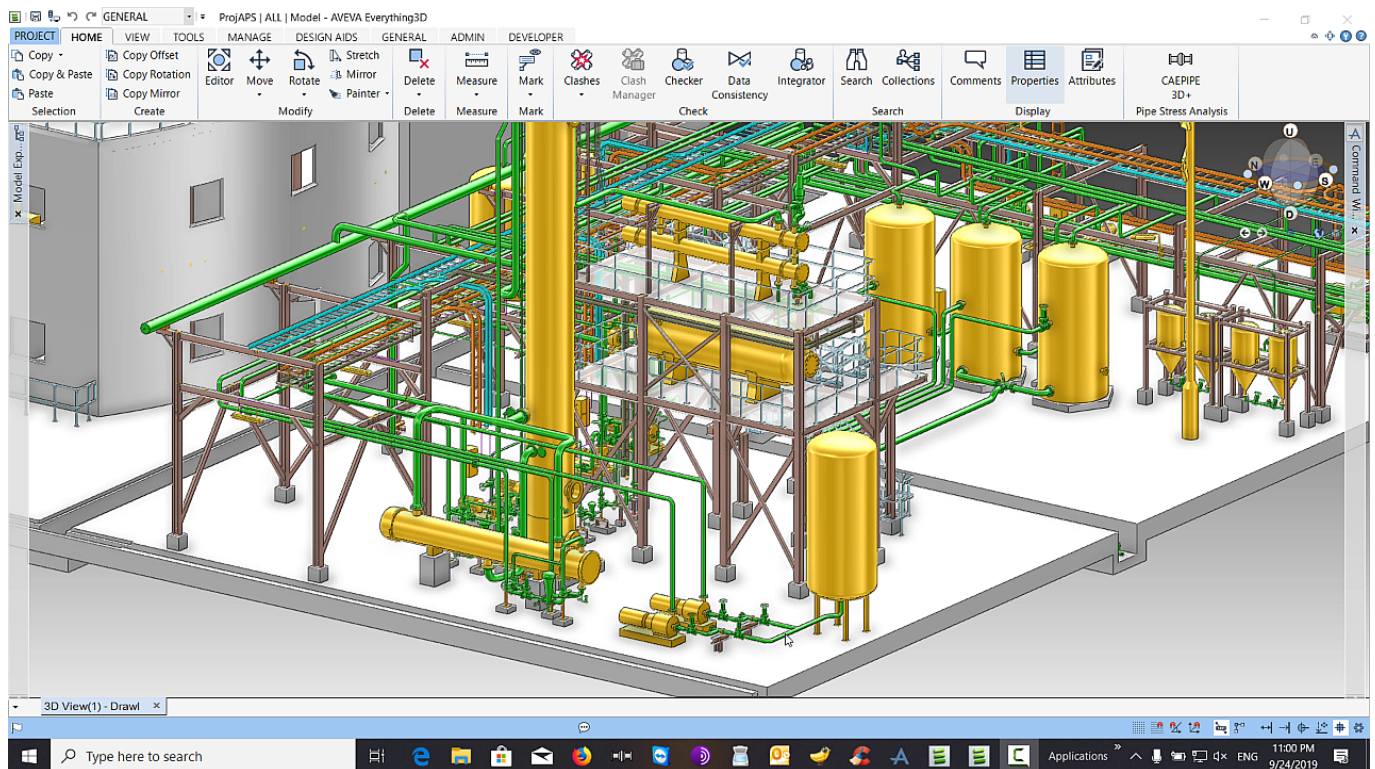 GENERAL
ProjAPS | ALL | Model - AVEVA Everything3D
PROJECT HOME VIEW TOOLS MANAGE DESIGN AIDS GENERAL ADMIN DEVELOPER
Copy
Copy & Paste
Paste
Selection
Copy Offset
Copy Rotation
Copy Mirror
Create
Editor
Move
Rotate
Stretch
Mirror
Painter
Modify
Delete
Delete
Measure
Measure
Mark
Mark
Clashes
Clash
Manager
Checker
Data
Consistency
Integrator
Check
Search
Collections
Search
Comments
Properties
Attributes
Display
CAEPIPE
3D+
Pipe Stress Analysis
Model Exp...
Command Wi...
U
N
E
W
S
D
3D View(1) - Drawl
Type here to search
Applications
ENG
11:00 PM
9/24/2019